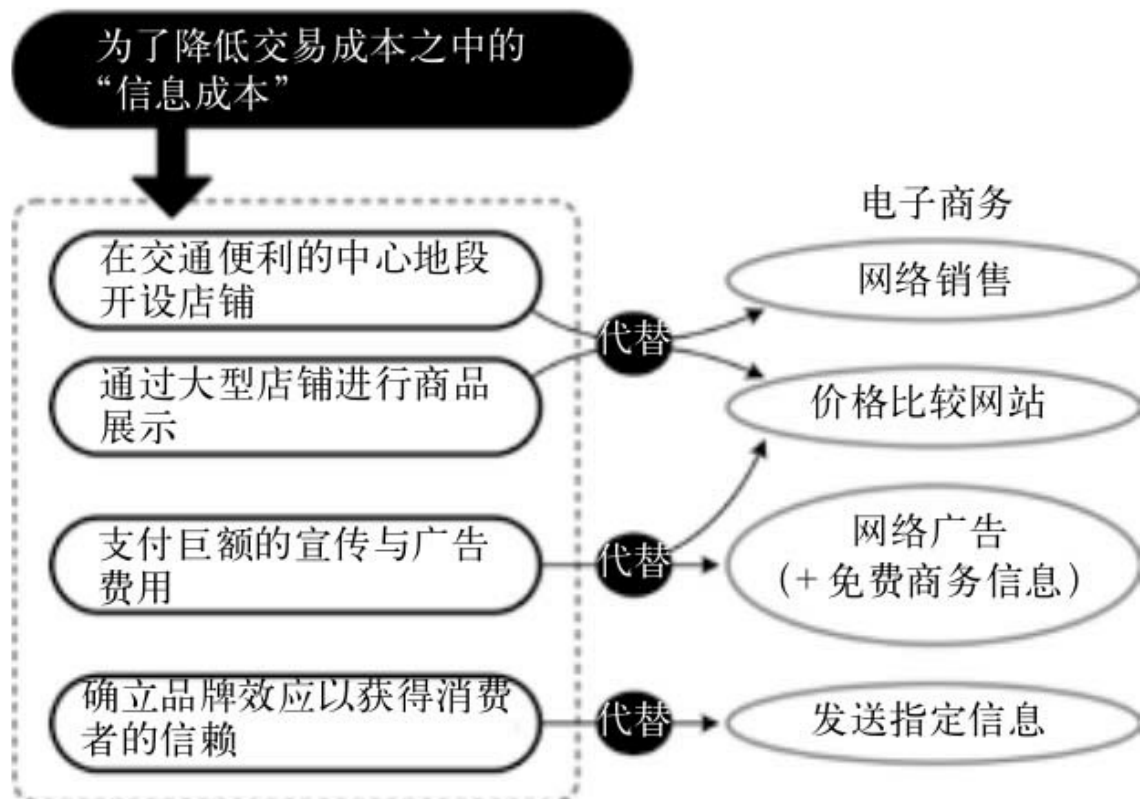 为了降低交易成本之中的
“信息成本”
电子商务
在交通便利的中心地段
开设店铺
网络销售
代替
通过大型店铺进行商品
展示
价格比较网站
支付巨额的宣传与广告
费用
代替
网络广告
（+ 免费商务信息）
确立品牌效应以获得消费
者的信赖
代替
发送指定信息